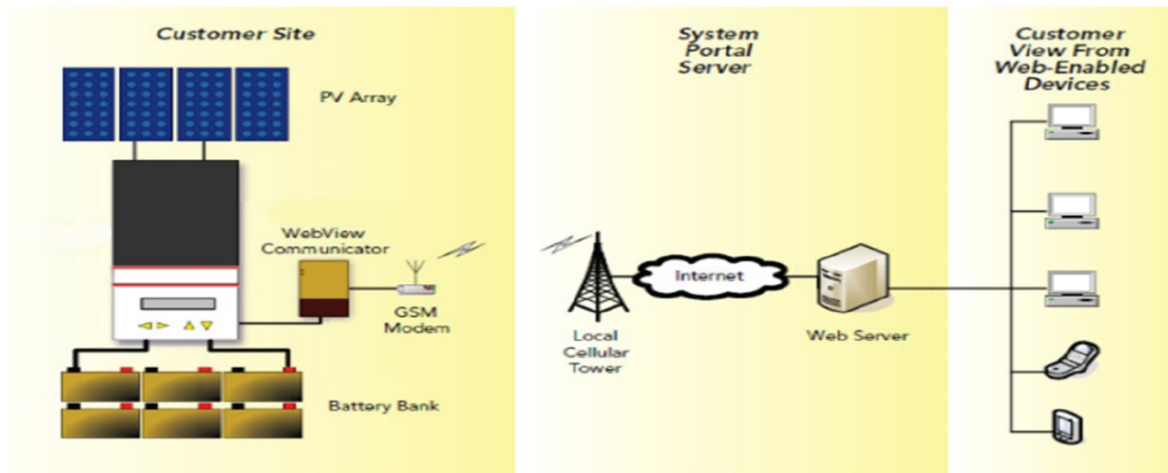 Customer Site
PV Array
WebView
Communicator
GSM
Modem
Battery Bank
System
Portal
Server
Internet
Local
Cellular
Tower
Web Server
Customer
View From
Web-Enabled
Devices